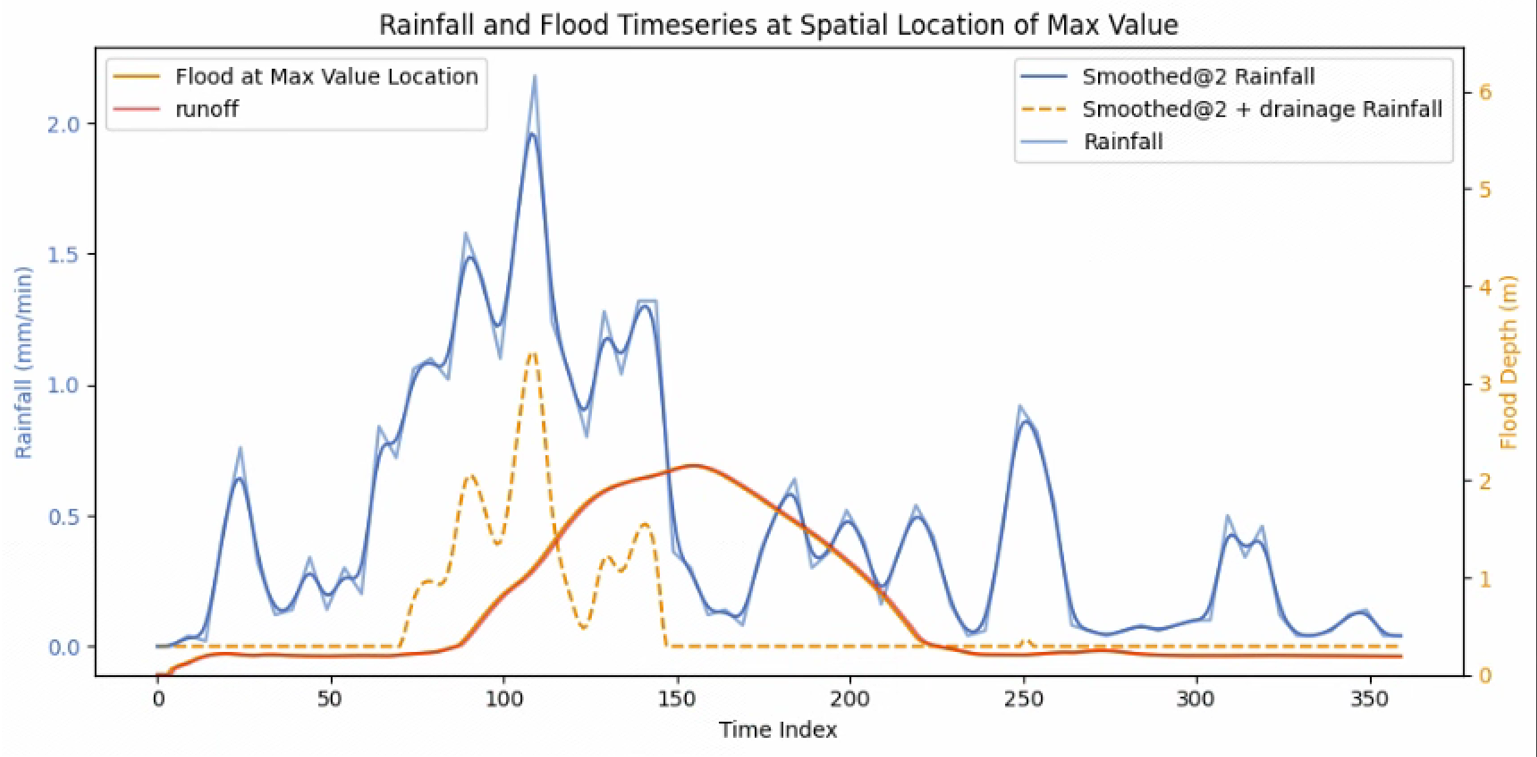 Rainfall and Flood Timeseries at Spatial Location of Max Value
Flood at Max Value Location
runoff
Smoothed@2 Rainfall
Smoothed@2 + drainage Rainfall
Rainfall
Rainfall (mm/min)
2.0
1.5
1.0
0.5
0.0
Flood Depth (m)
6
5
4
3
2
1
0
0 50 100 150 200 250 300 350
Time Index